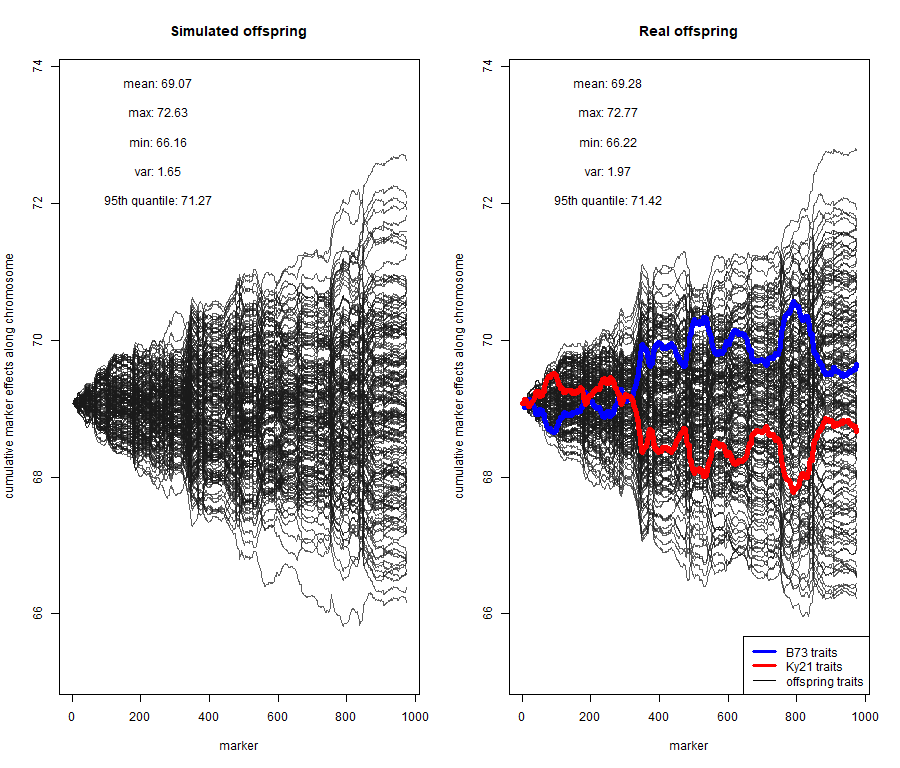 Simulated offspring
mean: 69.07
max: 72.63
min: 66.16
var: 1.65
95th quantile: 71.27
cumulative marker effects along chromosome
74
72
70
68
66
0
200
400
600
800
1000
marker
Real offspring
mean: 69.28
max: 72.77
min: 66.22
var: 1.97
95th quantile: 71.42
cumulative marker effects along chromosome
74
72
70
68
66
B73 traits
Ky21 traits
offspring traits
0
200
400
600
800
1000
marker